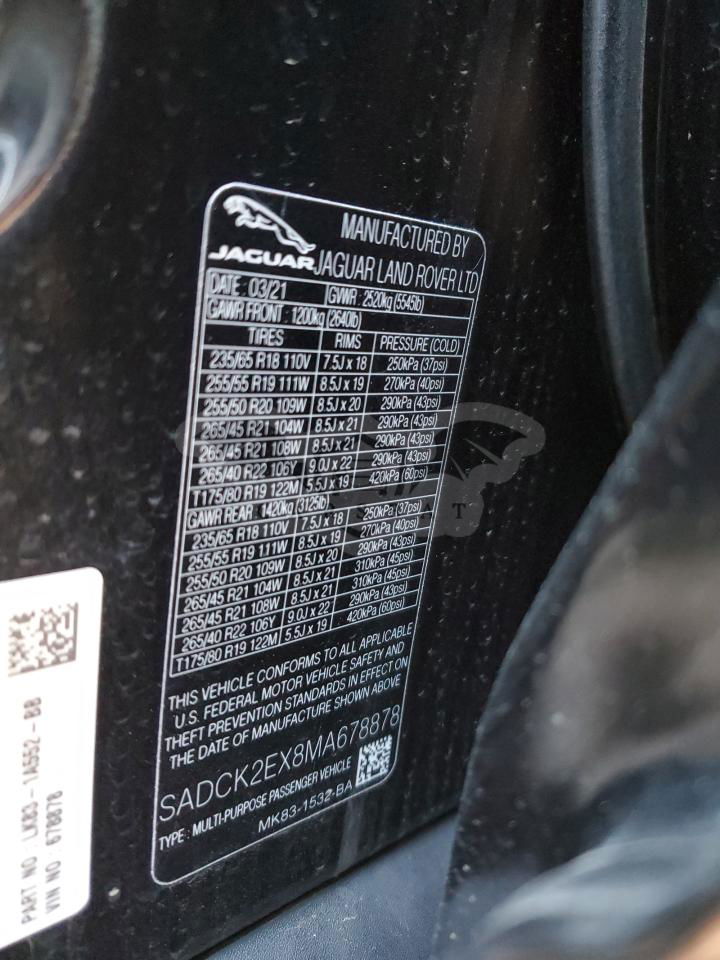 JAGUAR
MANUFACTURED BY
JAGUAR LAND ROVER LTD
DATE: 03/21 GVWR: 2520kg (5545lb)
GAWR FRONT: 1200kg (2640lb)
TIRES RIMS PRESSURE (COLD)
235/65 R18 110V 7.5J x 18 250kPa (37psi)
255/55 R19 111W 8.5J x 19 270kPa (40psi)
255/50 R20 109W 8.5J x 20 290kPa (43psi)
265/45 R21 104W 8.5J x 21 290kPa (43psi)
265/45 R21 108W 8.5J x 21 290kPa (43psi)
265/40 R22 106Y 9.0J x 22 290kPa (43psi)
T175/80 R19 122M 5.5J x 19 420kPa (60psi)
GAWR REAR: 1420kg (3125lb)
235/65 R18 110V 7.5J x 18 250kPa (37psi)
255/55 R19 111W 8.5J x 19 270kPa (40psi)
255/50 R20 109W 8.5J x 20 290kPa (43psi)
265/45 R21 104W 8.5J x 21 310kPa (45psi)
265/45 R21 108W 8.5J x 21 310kPa (45psi)
265/40 R22 106Y 9.0J x 22 290kPa (43psi)
T175/80 R19 122M 5.5J x 19 420kPa (60psi)
THIS VEHICLE CONFORMS TO ALL APPLICABLE
U.S. FEDERAL MOTOR VEHICLE SAFETY AND
THEFT PREVENTION STANDARDS IN EFFECT ON
THE DATE OF MANUFACTURE SHOWN ABOVE
SADCK2EX8MA678878
TYPE: MULTI-PURPOSE PASSENGER VEHICLE
MK83-1532-BA
PART NO : LK83-1A552-BB
VIN NO : 678878